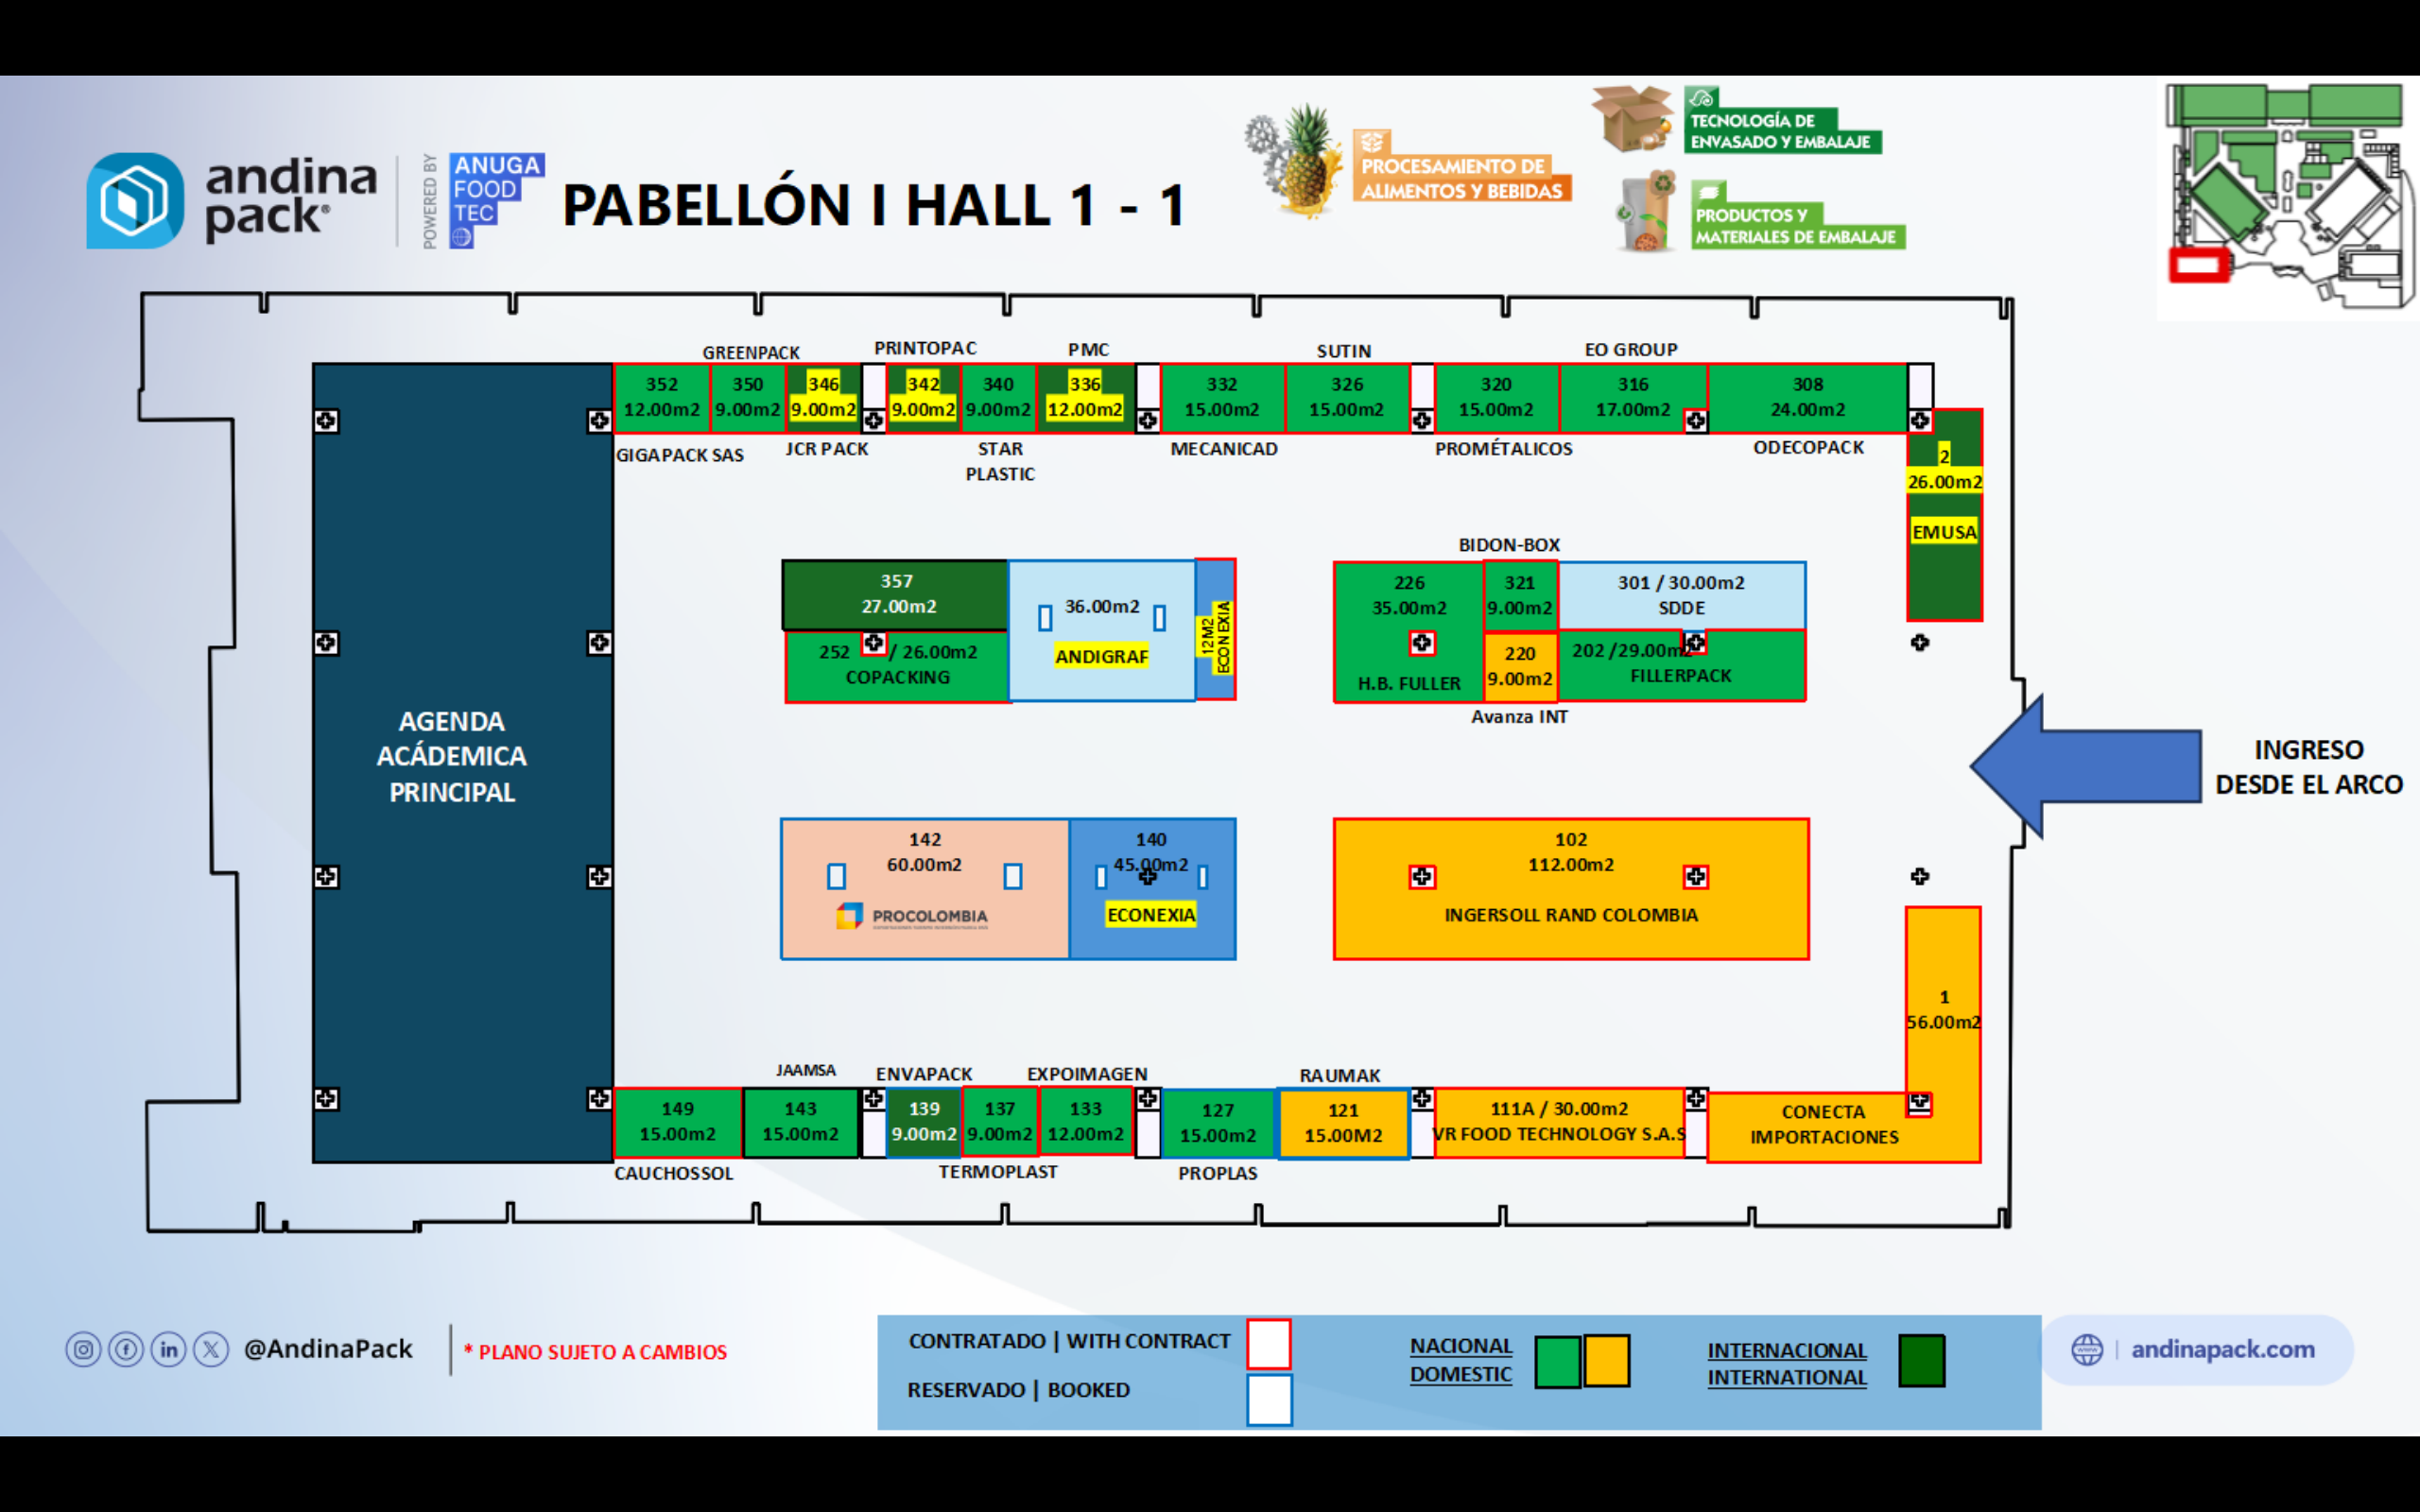 andina
pack®
POWERED BY
ANUGA
FOOD
TEC
PABELLÓN I HALL 1 - 1
PROCESAMIENTO DE
ALIMENTOS Y BEBIDAS
TECNOLOGÍA DE
ENVASADO Y EMBALAJE
PRODUCTOS Y
MATERIALES DE EMBALAJE
GREENPACK
PRINTOPAC
PMC
SUTIN
EO GROUP
352
12.00m2
350
9.00m2
346
9.00m2
342
9.00m2
340
9.00m2
336
12.00m2
332
15.00m2
326
15.00m2
320
15.00m2
316
17.00m2
308
24.00m2
GIGAPACK SAS
JCR PACK
STAR
PLASTIC
MECANICAD
PROMÉTALICOS
ODECOPACK
2
26.00m2
EMUSA
357
27.00m2
252 / 26.00m2
COPACKING
36.00m2
ANDIGRAF
12M2
ECONEXIA
BIDON-BOX
226
35.00m2
H.B. FULLER
321
9.00m2
301 / 30.00m2
SDDE
220
9.00m2
202 /29.00m2
FILLERPACK
Avanza INT
AGENDA
ACÁDEMICA
PRINCIPAL
INGRESO
DESDE EL ARCO
142
60.00m2
PROCOLOMBIA
140
45.00m2
ECONEXIA
102
112.00m2
INGERSOLL RAND COLOMBIA
1
56.00m2
CONECTA
IMPORTACIONES
JAAMSA
ENVAPACK
EXPOIMAGEN
RAUMAK
149
15.00m2
143
15.00m2
139
9.00m2
137
9.00m2
133
12.00m2
127
15.00m2
121
15.00M2
111A / 30.00m2
VR FOOD TECHNOLOGY S.A.S
CAUCHOSSOL
TERMOPLAST
PROPLAS
@AndinaPack
* PLANO SUJETO A CAMBIOS
CONTRATADO | WITH CONTRACT
RESERVADO | BOOKED
NACIONAL
DOMESTIC
INTERNACIONAL
INTERNATIONAL
andinapack.com